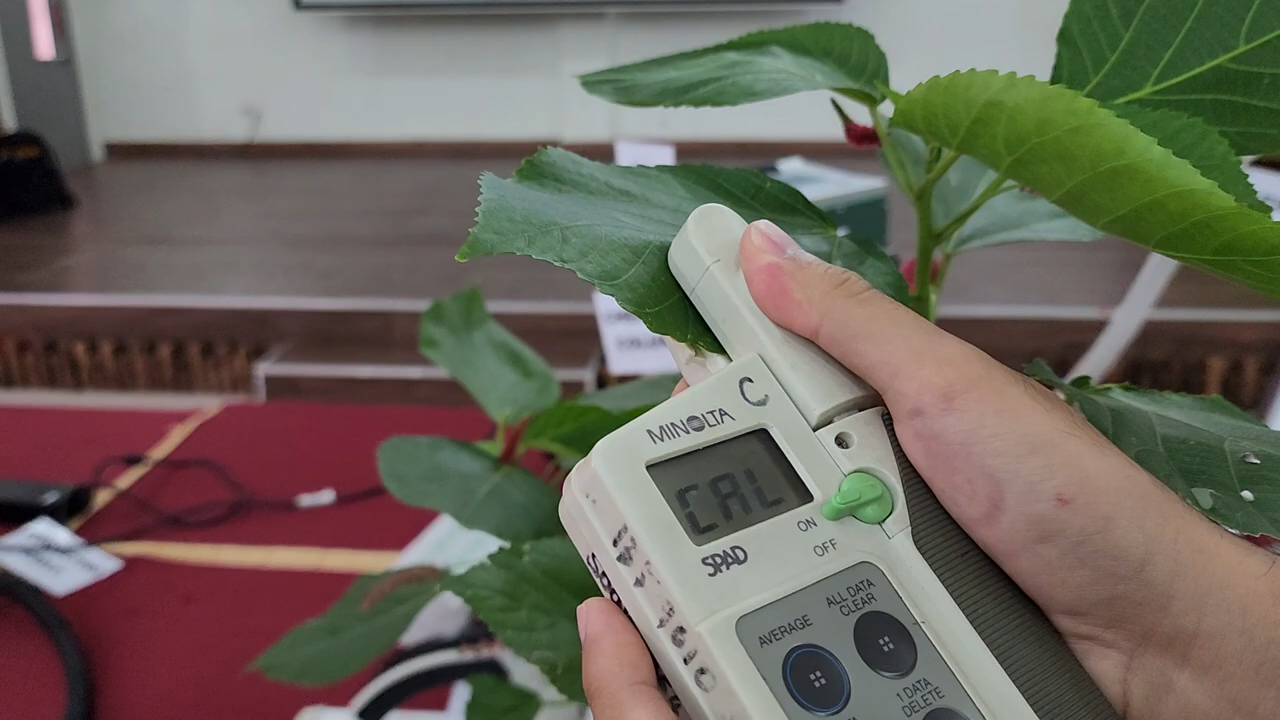 C
MINOLTA
CAL
ON
OFF
SPAD
ALL DATA
CLEAR
AVERAGE
1 DATA
DELETE